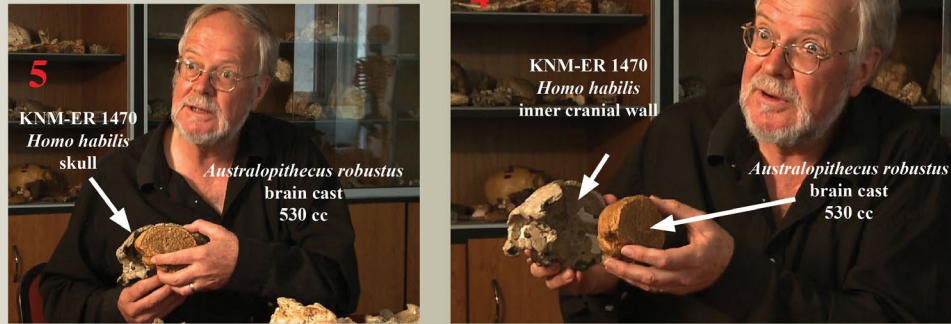 5
KNM-ER 1470
Homo habilis
skull
Australopithecus robustus
brain cast
530 cc
4
KNM-ER 1470
Homo habilis
inner cranial wall
Australopithecus robustus
brain cast
530 cc